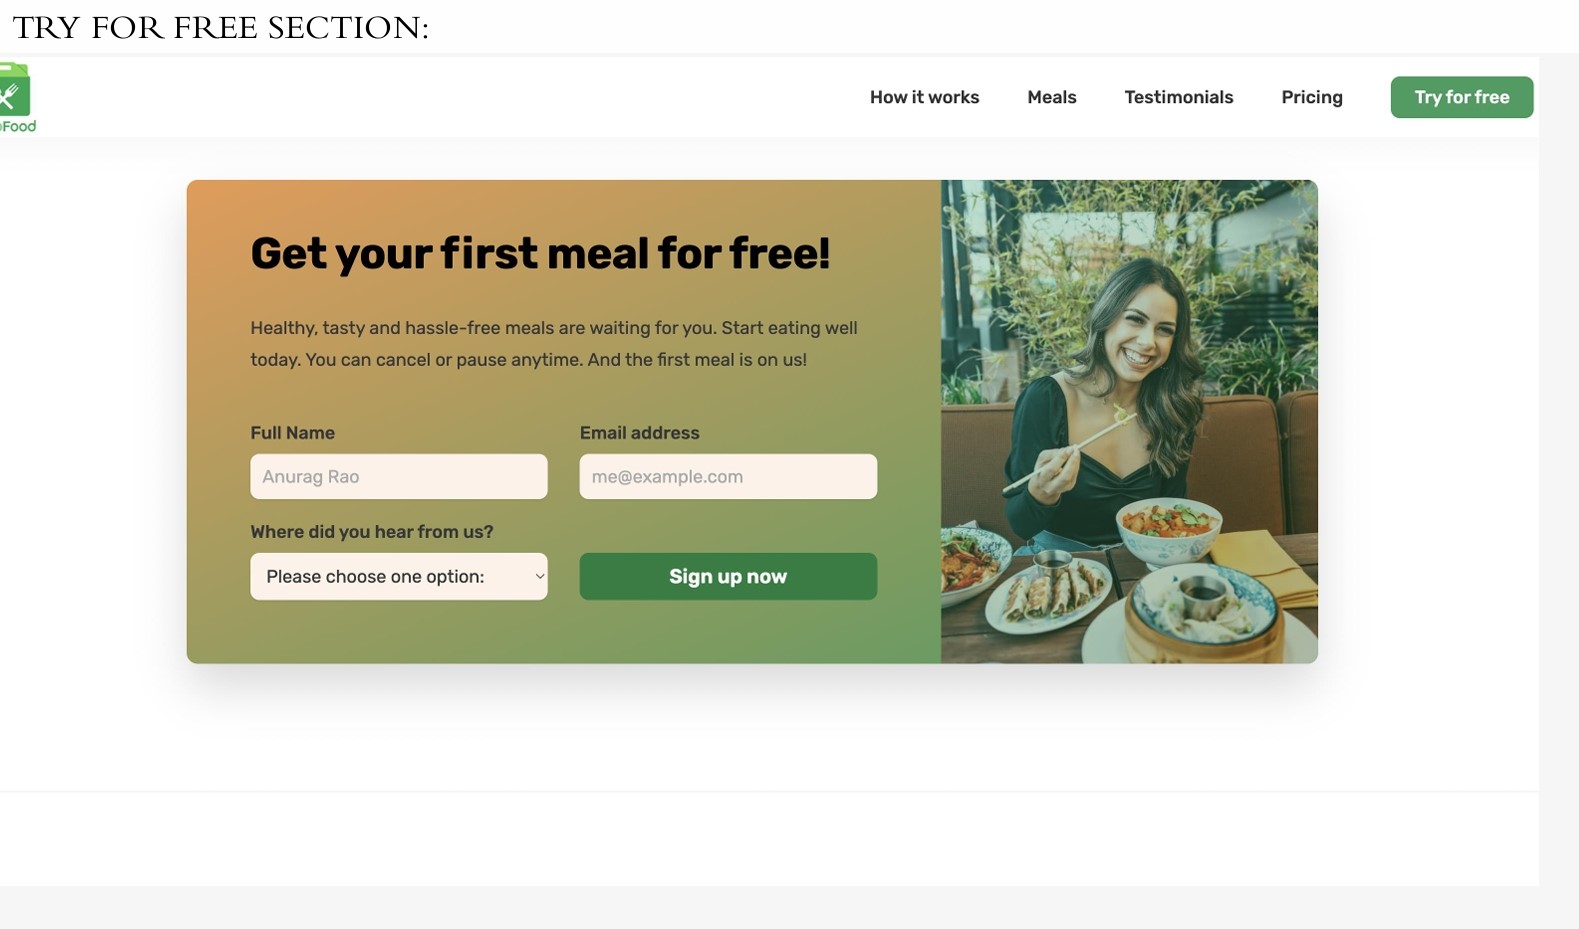 TRY FOR FREE SECTION:
How it works Meals Testimonials Pricing Try for free
Food
Get your first meal for free!
Healthy, tasty and hassle-free meals are waiting for you. Start eating well
today. You can cancel or pause anytime. And the first meal is on us!
Full Name Email address
Anurag Rao me@example.com
Where did you hear from us?
Please choose one option: Sign up now